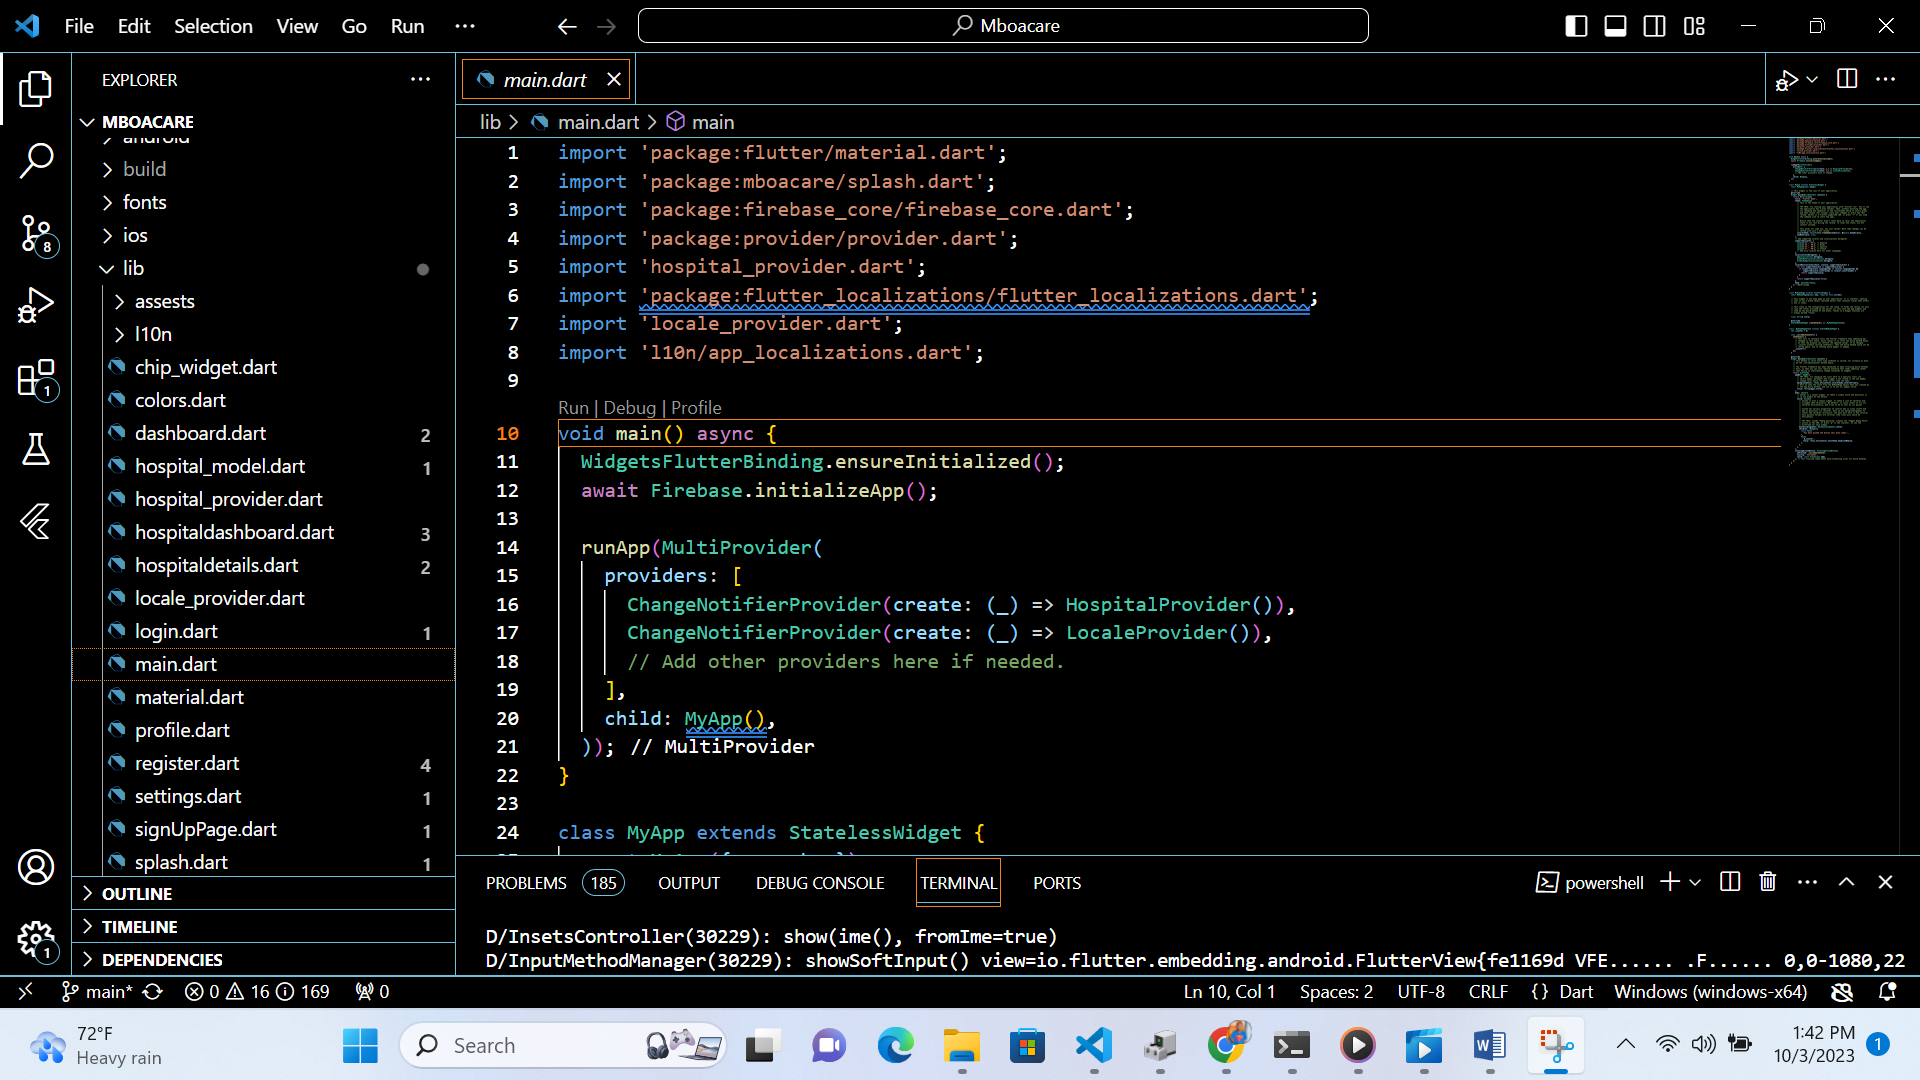 File Edit Selection View Go Run ···
Mboacare
EXPLORER ···
MBOACARE
android
build
fonts
ios
lib
assests
l10n
chip_widget.dart
colors.dart
dashboard.dart 2
hospital_model.dart 1
hospital_provider.dart
hospitaldashboard.dart 3
hospitaldetails.dart 2
locale_provider.dart
login.dart 1
main.dart
material.dart
profile.dart
register.dart 4
settings.dart 1
signUpPage.dart 1
splash.dart 1
OUTLINE
TIMELINE
DEPENDENCIES
8
1
1
main.dart
lib > main.dart > main
1 import 'package:flutter/material.dart';
2 import 'package:mboacare/splash.dart';
3 import 'package:firebase_core/firebase_core.dart';
4 import 'package:provider/provider.dart';
5 import 'hospital_provider.dart';
6 import 'package:flutter_localizations/flutter_localizations.dart';
7 import 'locale_provider.dart';
8 import 'l10n/app_localizations.dart';
9
Run | Debug | Profile
10 void main() async {
11 WidgetsFlutterBinding.ensureInitialized();
12 await Firebase.initializeApp();
13
14 runApp(MultiProvider(
15 providers: [
16 ChangeNotifierProvider(create: (_) => HospitalProvider()),
17 ChangeNotifierProvider(create: (_) => LocaleProvider()),
18 // Add other providers here if needed.
19 ],
20 child: MyApp(),
21 )); // MultiProvider
22 }
23
24 class MyApp extends StatelessWidget {
PROBLEMS 185 OUTPUT DEBUG CONSOLE TERMINAL PORTS
powershell
D/InsetsController(30229): show(ime(), fromIme=true)
D/InputMethodManager(30229): showSoftInput() view=io.flutter.embedding.android.FlutterView{fe1169d VFE...... .F...... 0,0-1080,22
main* 0 16 169 0
Ln 10, Col 1 Spaces: 2 UTF-8 CRLF {} Dart Windows (windows-x64)
72°F
Heavy rain
Search
1:42 PM
10/3/2023
1